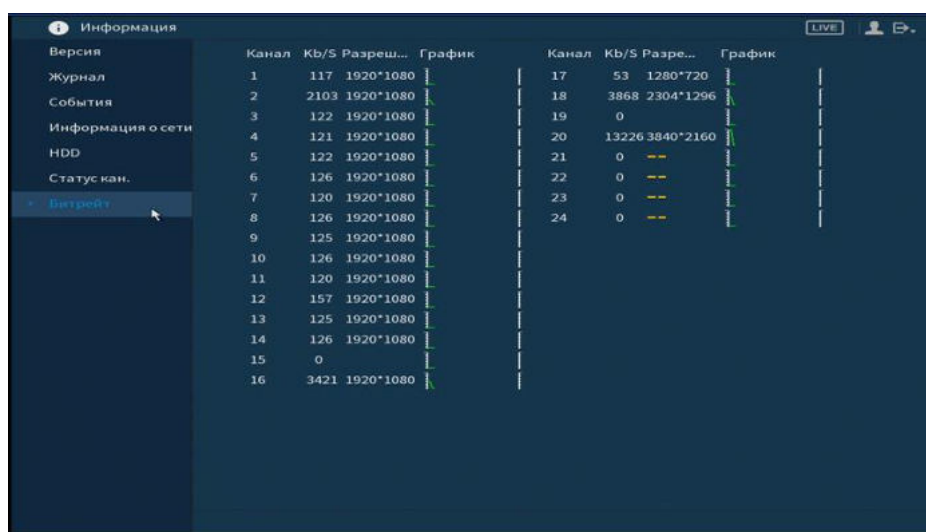 Информация
LIVE
Версия
Журнал
События
Информация о сети
HDD
Статус кан.
Битрейт
Канал Kb/S Разреш... График
1 117 1920*1080
2 2103 1920*1080
3 122 1920*1080
4 121 1920*1080
5 122 1920*1080
6 126 1920*1080
7 120 1920*1080
8 126 1920*1080
9 125 1920*1080
10 126 1920*1080
11 120 1920*1080
12 157 1920*1080
13 125 1920*1080
14 126 1920*1080
15 0
16 3421 1920*1080
Канал Kb/S Разре... График
17 53 1280*720
18 3868 2304*1296
19 0
20 13226 3840*2160
21 0 --
22 0 --
23 0 --
24 0 --